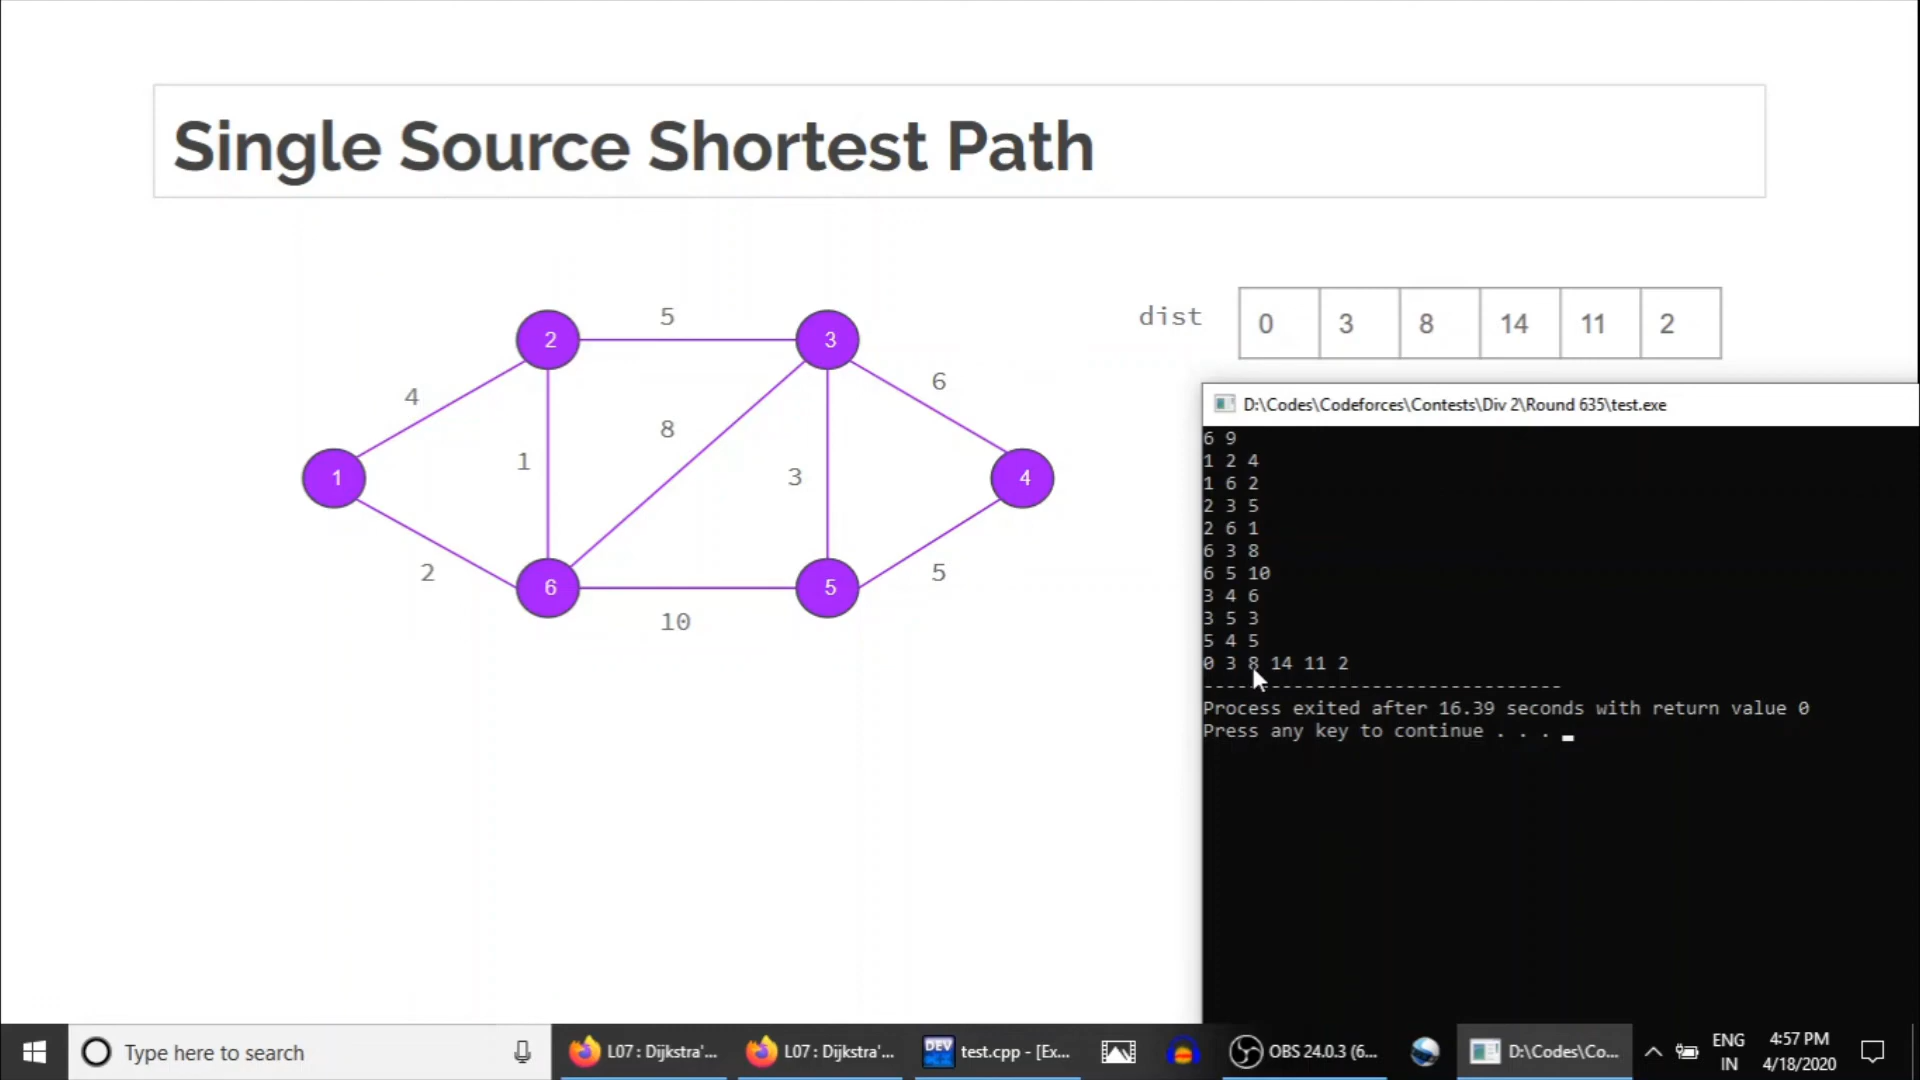 Single Source Shortest Path
dist 0 3 8 14 11 2
2 5 3
4 6
1 8 3
1 4
2 5
6 10 5
D:\Codes\Codeforces\Contests\Div 2\Round 635\test.exe
6 9
1 2 4
1 6 2
2 3 5
2 6 1
6 3 8
6 5 10
3 4 6
3 5 3
5 4 5
0 3 8 14 11 2
--------------------------------
Process exited after 16.39 seconds with return value 0
Press any key to continue . . .
Type here to search
L07 : Dijkstra'...
L07 : Dijkstra'...
DEV
test.cpp - [Ex...
OBS 24.0.3 (6...
D:\Codes\Co...
ENG
IN
4:57 PM
4/18/2020